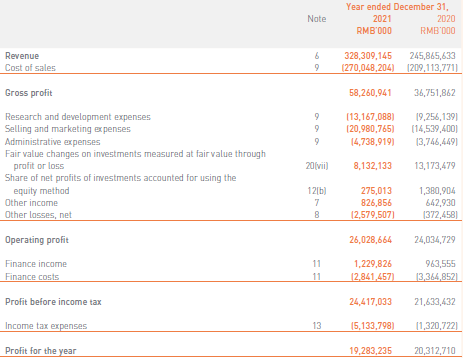 Year ended December 31,
Note 2021 2020
RMB'000 RMB'000
Revenue 6 328,309,145 245,865,633
Cost of sales 9 (270,048,204) (209,113,771)
Gross profit 58,260,941 36,751,862
Research and development expenses 9 (13,167,088) (9,256,139)
Selling and marketing expenses 9 (20,980,765) (14,539,400)
Administrative expenses 9 (4,738,919) (3,746,449)
Fair value changes on investments measured at fair value through
profit or loss 20(vii) 8,132,133 13,173,479
Share of net profits of investments accounted for using the
equity method 12(b) 275,013 1,380,904
Other income 7 826,856 642,930
Other losses, net 8 (2,579,507) (372,458)
Operating profit 26,028,664 24,034,729
Finance income 11 1,229,826 963,555
Finance costs 11 (2,841,457) (3,364,852)
Profit before income tax 24,417,033 21,633,432
Income tax expenses 13 (5,133,798) (1,320,722)
Profit for the year 19,283,235 20,312,710